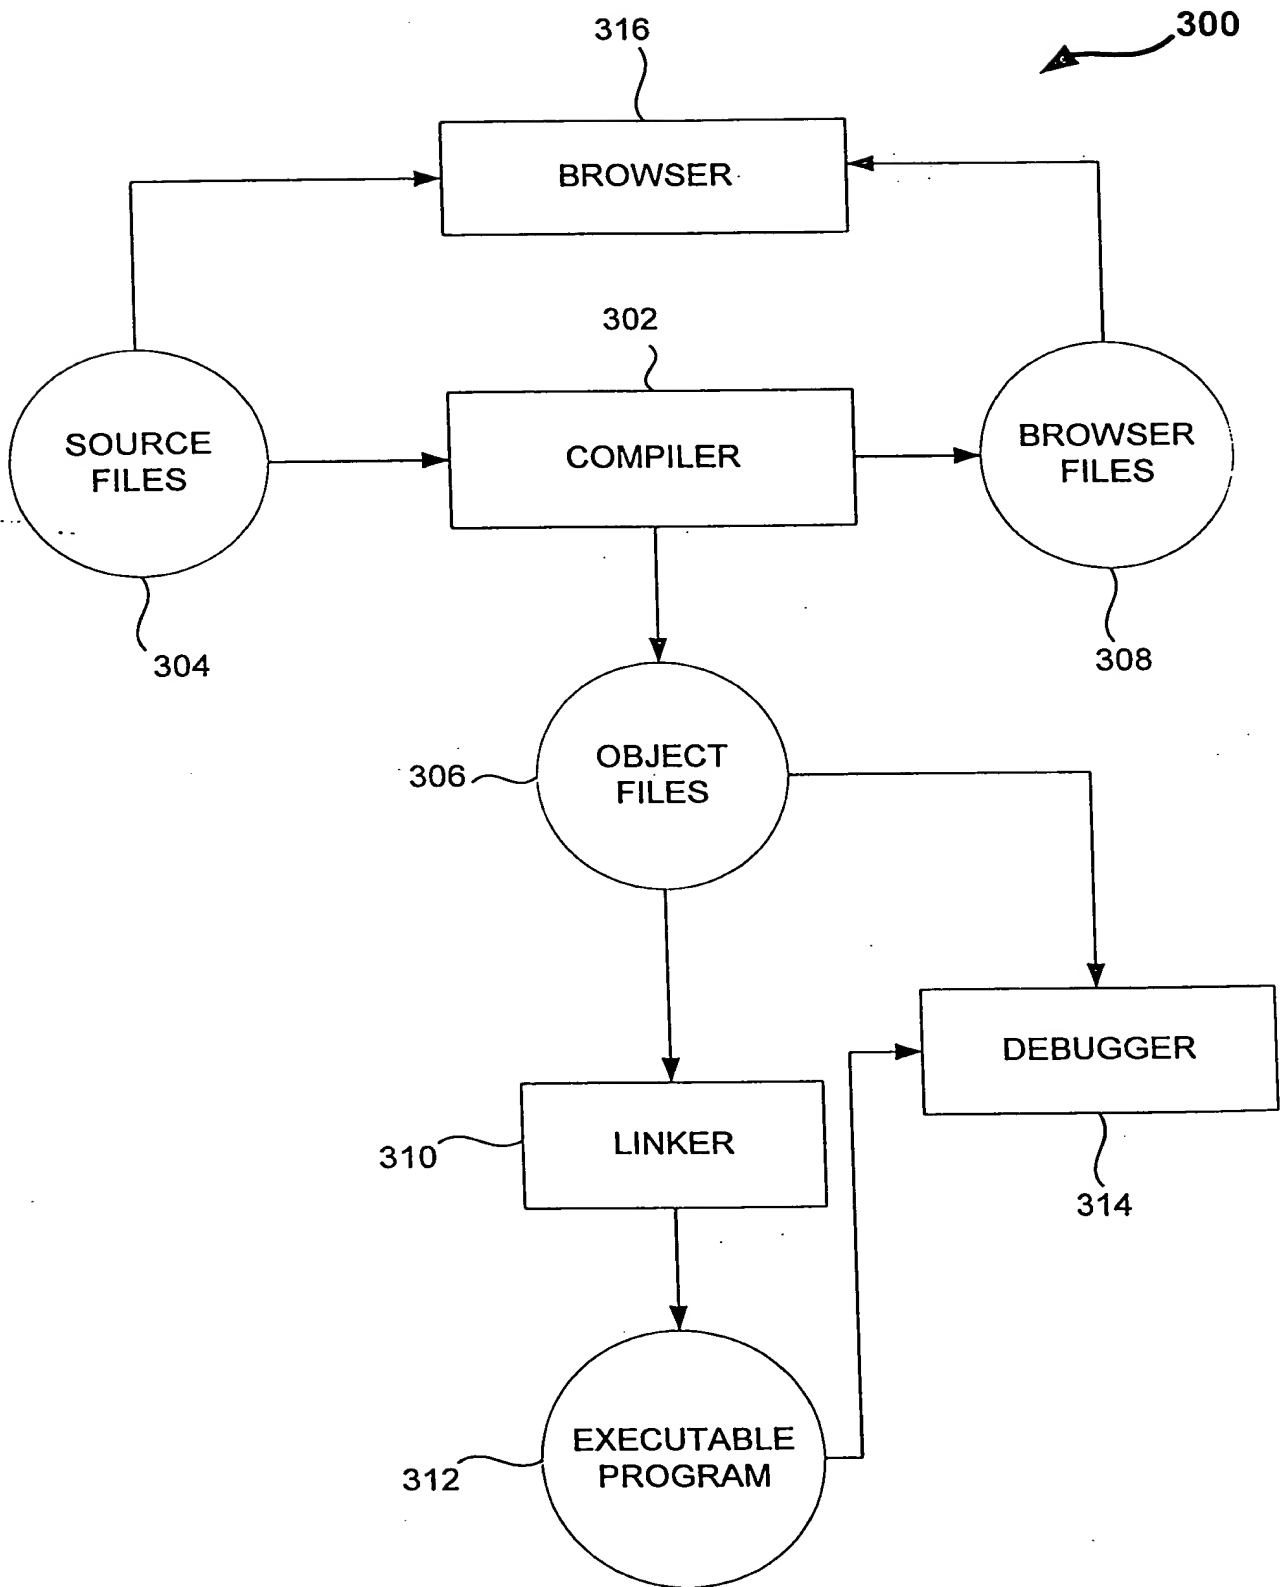 300
316
BROWSER
302
SOURCE
FILES
COMPILER
BROWSER
FILES
304
308
306
OBJECT
FILES
DEBUGGER
310
LINKER
314
312
EXECUTABLE
PROGRAM